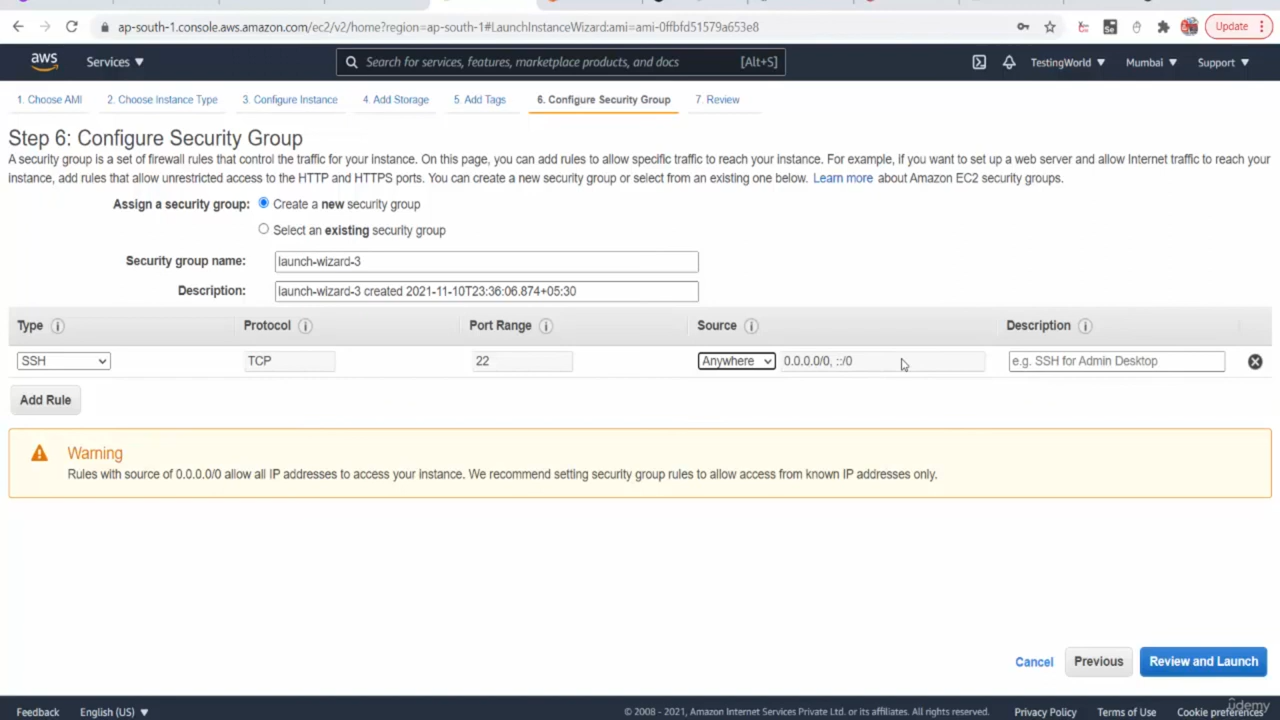 ap-south-1.console.aws.amazon.com/ec2/v2/home?region=ap-south-1#LaunchInstanceWizard:ami=ami-0ffbfd51579a653e8
Update
aws
Services
Search for services, features, marketplace products, and docs
[Alt+S]
TestingWorld
Mumbai
Support
1. Choose AMI
2. Choose Instance Type
3. Configure Instance
4. Add Storage
5. Add Tags
6. Configure Security Group
7. Review
Step 6: Configure Security Group
A security group is a set of firewall rules that control the traffic for your instance. On this page, you can add rules to allow specific traffic to reach your instance. For example, if you want to set up a web server and allow Internet traffic to reach your
instance, add rules that allow unrestricted access to the HTTP and HTTPS ports. You can create a new security group or select from an existing one below. Learn more about Amazon EC2 security groups.
Assign a security group: Create a new security group
Select an existing security group
Security group name: launch-wizard-3
Description: launch-wizard-3 created 2021-11-10T23:36:06.874+05:30
Type i Protocol i Port Range i Source i Description i
SSH TCP 22 Anywhere 0.0.0.0/0, ::/0 e.g. SSH for Admin Desktop
Add Rule
Warning
Rules with source of 0.0.0.0/0 allow all IP addresses to access your instance. We recommend setting security group rules to allow access from known IP addresses only.
Cancel Previous Review and Launch
Feedback English (US) © 2008 - 2021, Amazon Internet Services Private Ltd. or its affiliates. All rights reserved. Privacy Policy Terms of Use Cookie preferences
udemy